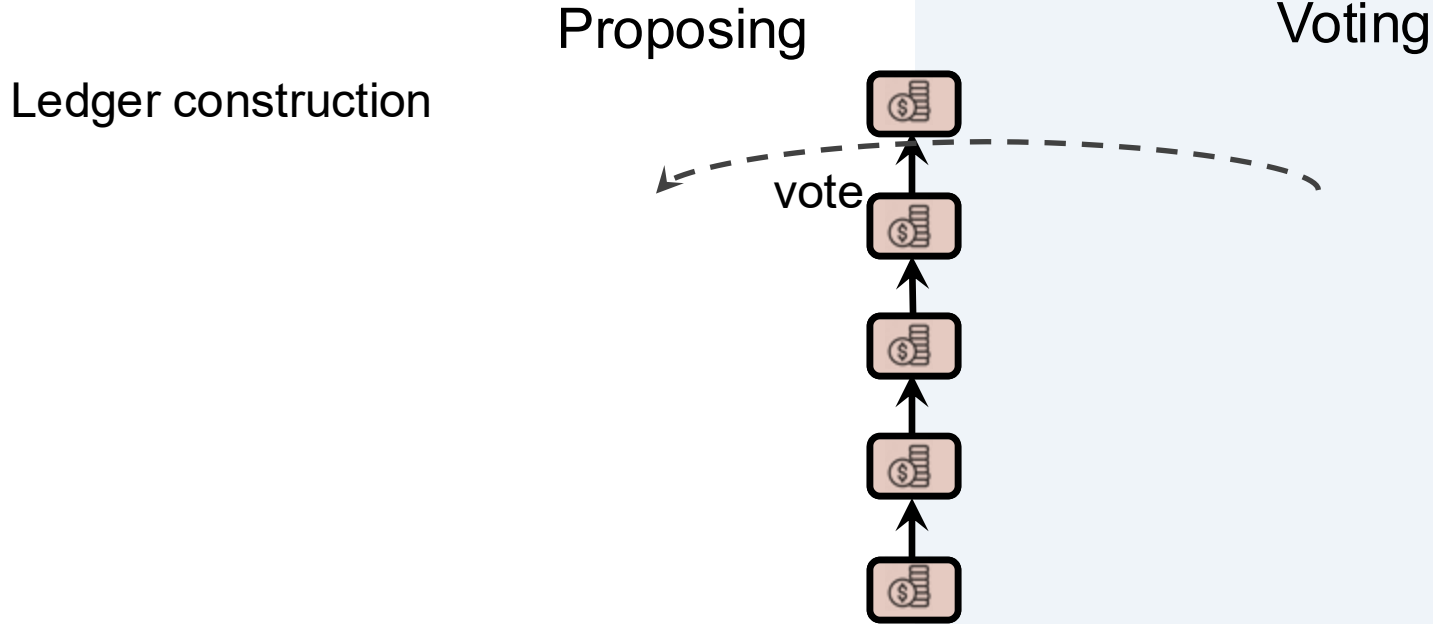 Proposing
Voting
Ledger construction
vote
$
$
$
$
$